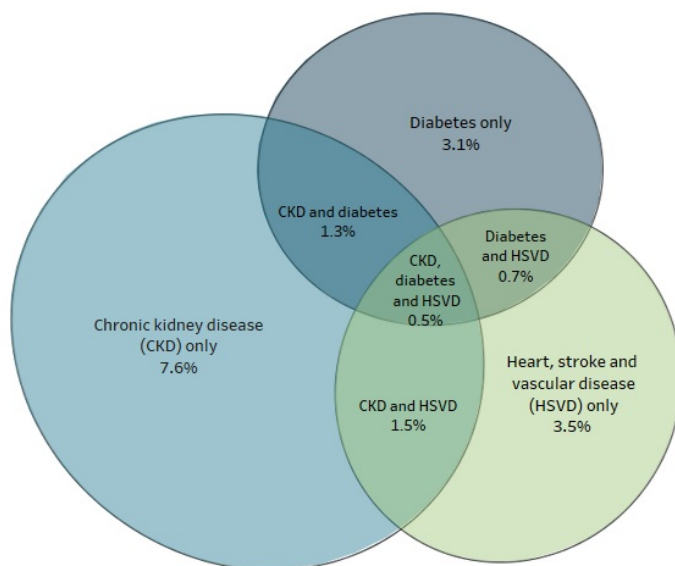 Diabetes only
3.1%
CKD and diabetes
1.3%
Diabetes
and HSVD
0.7%
CKD,
diabetes
and HSVD
0.5%
Chronic kidney disease
(CKD) only
7.6%
Heart, stroke and
vascular disease
(HSVD) only
3.5%
CKD and HSVD
1.5%